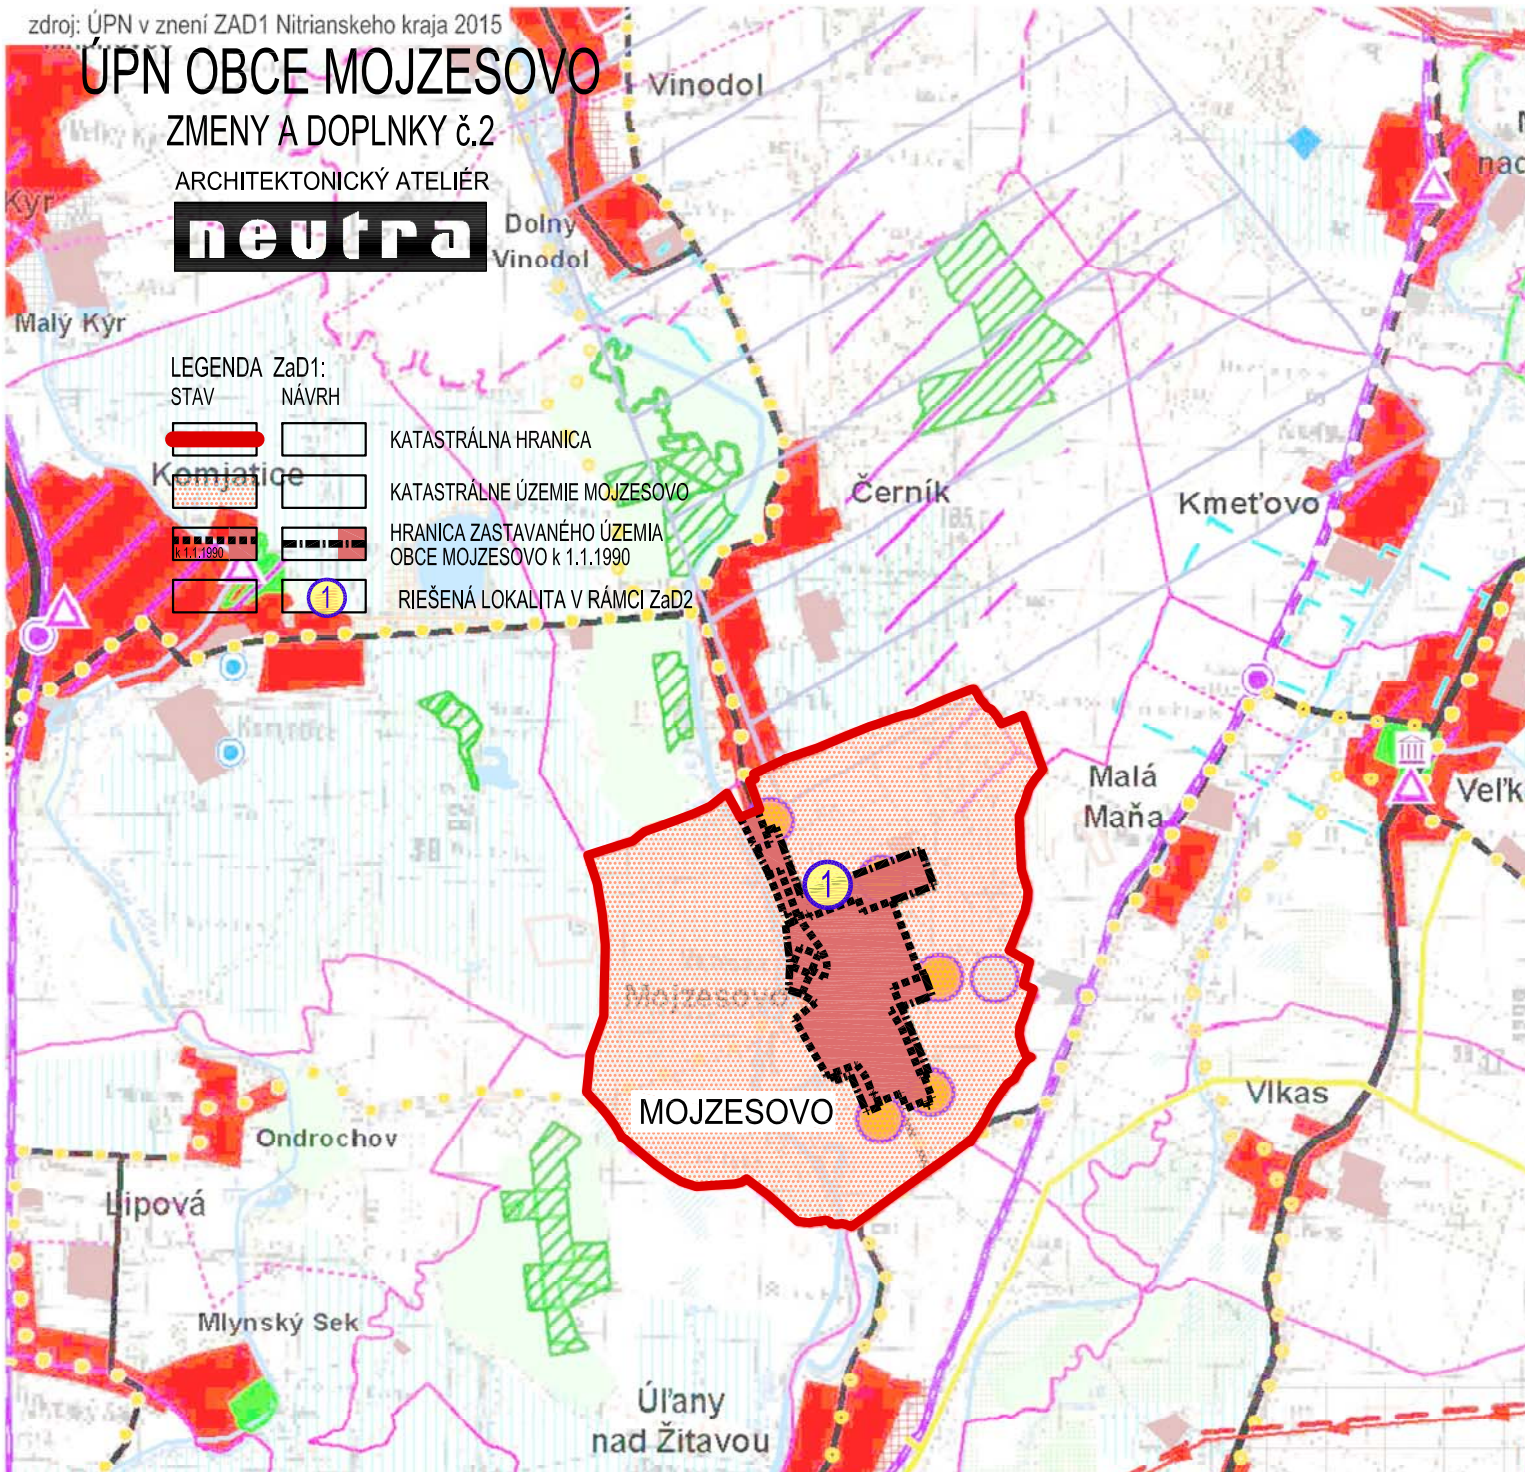 zdroj: ÚPN v znení ZAD1 Nitrianskeho kraja 2015
ÚPN OBCE MOJZESOVO
ZMENY A DOPLNKY č.2
ARCHITEKTONICKÝ ATELIÉR
neutra
Vinodol
Kýr
Dolný
Vinodol
Malý Kýr
nad
LEGENDA ZaD1:
STAV NÁVRH
KATASTRÁLNA HRANICA
Komjatice
KATASTRÁLNE ÚZEMIE MOJZESOVO
HRANICA ZASTAVANÉHO ÚZEMIA
k 1.1.1990
OBCE MOJZESOVO k 1.1.1990
1
RIEŠENÁ LOKALITA V RÁMCI ZaD2
Černík
Kmeťovo
Malá
Maňa
Veľk
1
Mojzesovo
MOJZESOVO
Vlkas
Ondrochov
Lipová
Mlynský Sek
Úľany
nad Žitavou